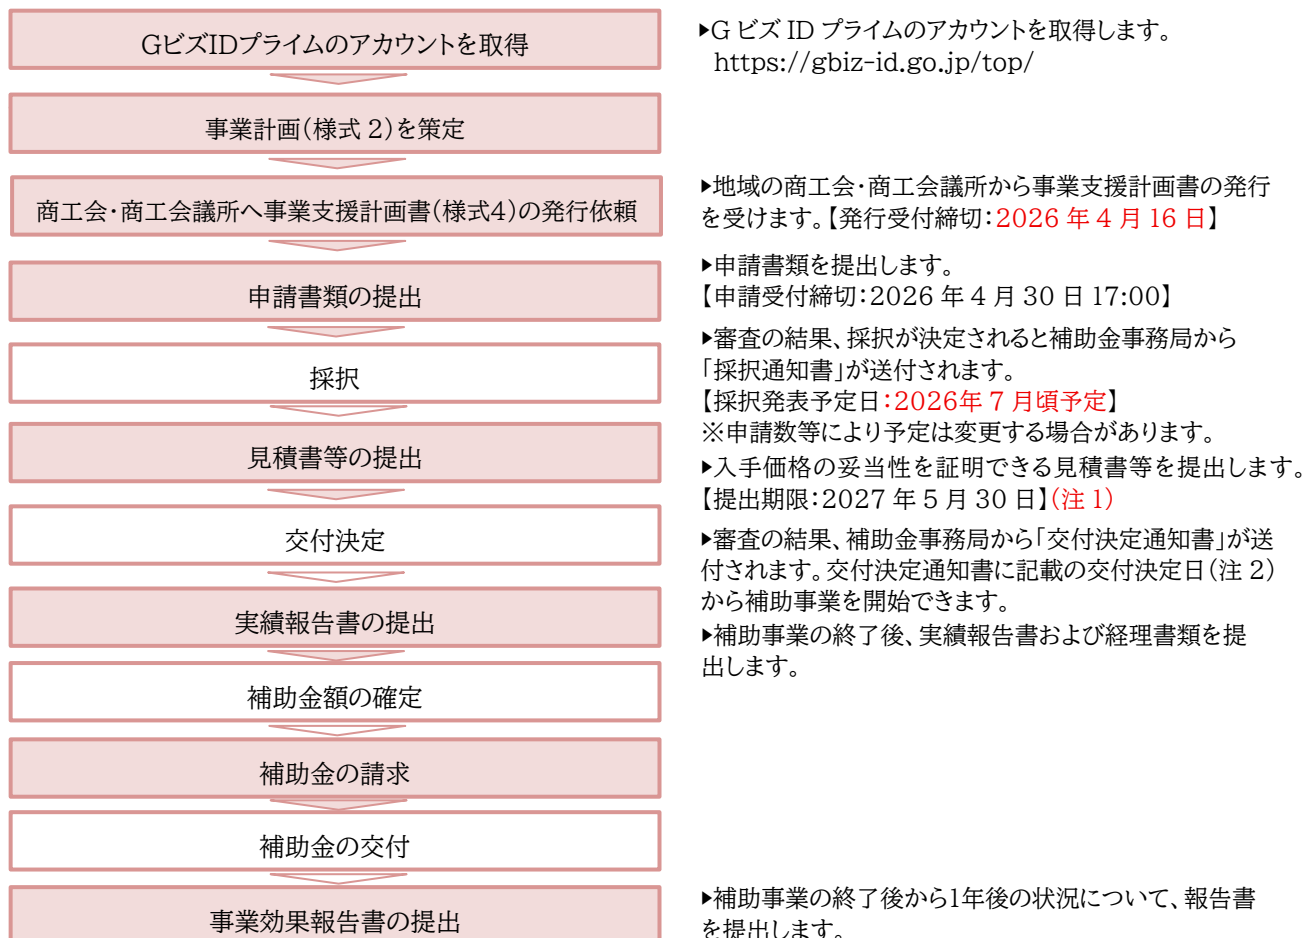 GビズIDプライムのアカウントを取得
▶G ビズ ID プライムのアカウントを取得します。
https://gbiz-id.go.jp/top/
事業計画(様式 2)を策定
商工会・商工会議所へ事業支援計画書(様式4)の発行依頼
▶地域の商工会・商工会議所から事業支援計画書の発行
を受けます。【発行受付締切:2026 年 4 月 16 日】
申請書類の提出
▶申請書類を提出します。
【申請受付締切:2026 年 4 月 30 日 17:00】
採択
▶審査の結果、採択が決定されると補助金事務局から
「採択通知書」が送付されます。
【採択発表予定日:2026年 7 月頃予定】
※申請数等により予定は変更する場合があります。
見積書等の提出
▶入手価格の妥当性を証明できる見積書等を提出します。
【提出期限:2027 年 5 月 30 日】(注 1)
交付決定
▶審査の結果、補助金事務局から「交付決定通知書」が送
付されます。交付決定通知書に記載の交付決定日(注 2)
から補助事業を開始できます。
実績報告書の提出
▶補助事業の終了後、実績報告書および経理書類を提
出します。
補助金額の確定
補助金の請求
補助金の交付
事業効果報告書の提出
▶補助事業の終了後から1年後の状況について、報告書
を提出します。